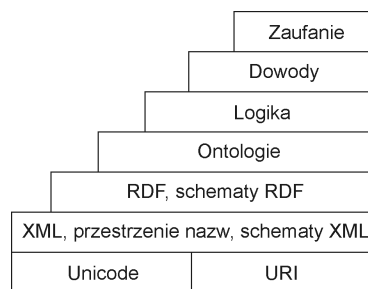 Zaufanie
Dowody
Logika
Ontologie
RDF, schematy RDF
XML, przestrzenie nazw, schematy XML
Unicode
URI